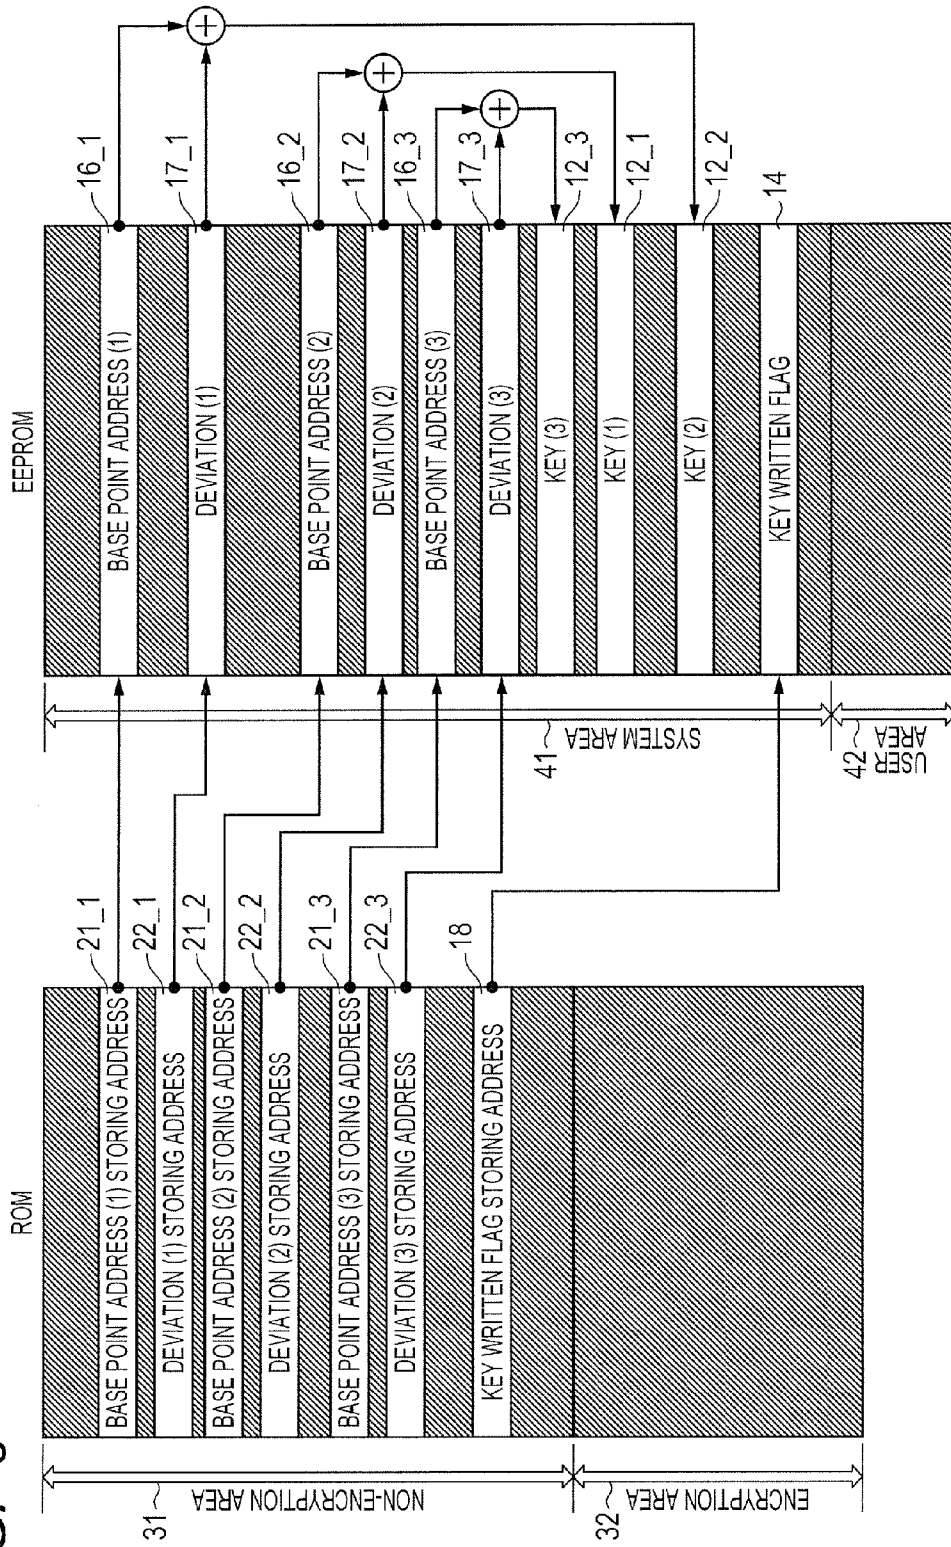 ROM
BASE POINT ADDRESS (1) STORING ADDRESS
21_1
DEVIATION (1) STORING ADDRESS
22_1
BASE POINT ADDRESS (2) STORING ADDRESS
21_2
DEVIATION (2) STORING ADDRESS
22_2
BASE POINT ADDRESS (3) STORING ADDRESS
21_3
DEVIATION (3) STORING ADDRESS
22_3
KEY WRITTEN FLAG STORING ADDRESS
18
31
NON-ENCRYPTION AREA
32
ENCRYPTION AREA
EEPROM
BASE POINT ADDRESS (1)
16_1
DEVIATION (1)
17_1
BASE POINT ADDRESS (2)
16_2
DEVIATION (2)
17_2
BASE POINT ADDRESS (3)
16_3
DEVIATION (3)
17_3
KEY (3)
12_3
KEY (1)
12_1
KEY (2)
12_2
KEY WRITTEN FLAG
14
41
SYSTEM AREA
42
USER
AREA